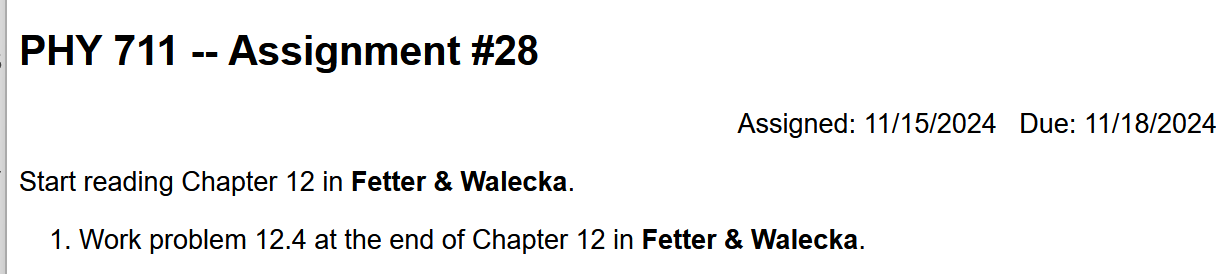 PHY 711 -- Assignment #28
Assigned: 11/15/2024 Due: 11/18/2024
Start reading Chapter 12 in Fetter & Walecka.
1. Work problem 12.4 at the end of Chapter 12 in Fetter & Walecka.